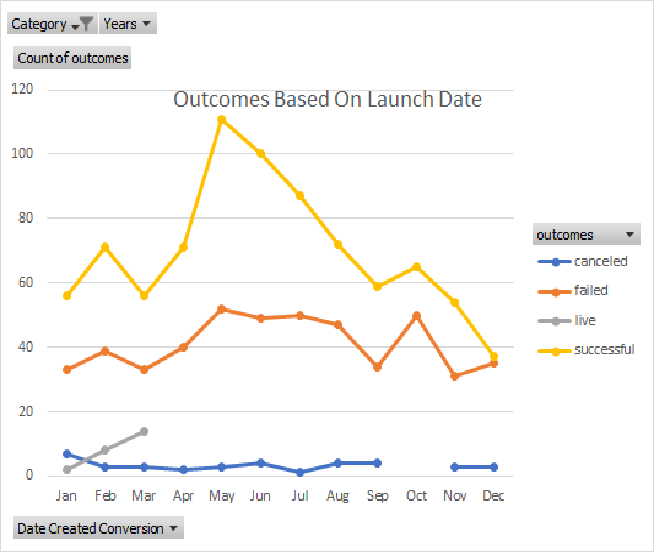 Category Years
Count of outcomes
Outcomes Based On Launch Date
120
100
80
60
40
20
0
Jan Feb Mar Apr May Jun Jul Aug Sep Oct Nov Dec
outcomes
canceled
failed
live
successful
Date Created Conversion